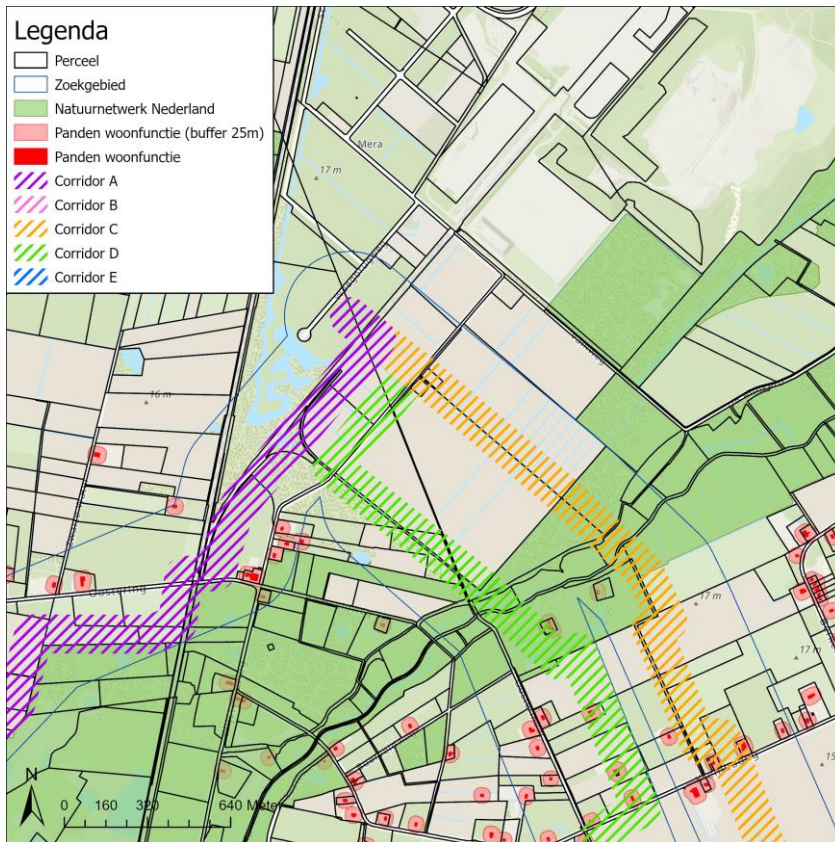 Legenda
Perceel
Zoekgebied
Natuurnetwerk Nederland
Panden woonfunctie (buffer 25m)
Panden woonfunctie
Corridor A
Corridor B
Corridor C
Corridor D
Corridor E
Mera
17 m
16 m
17 m
17 m
15
N
0 160 320 640 Meter